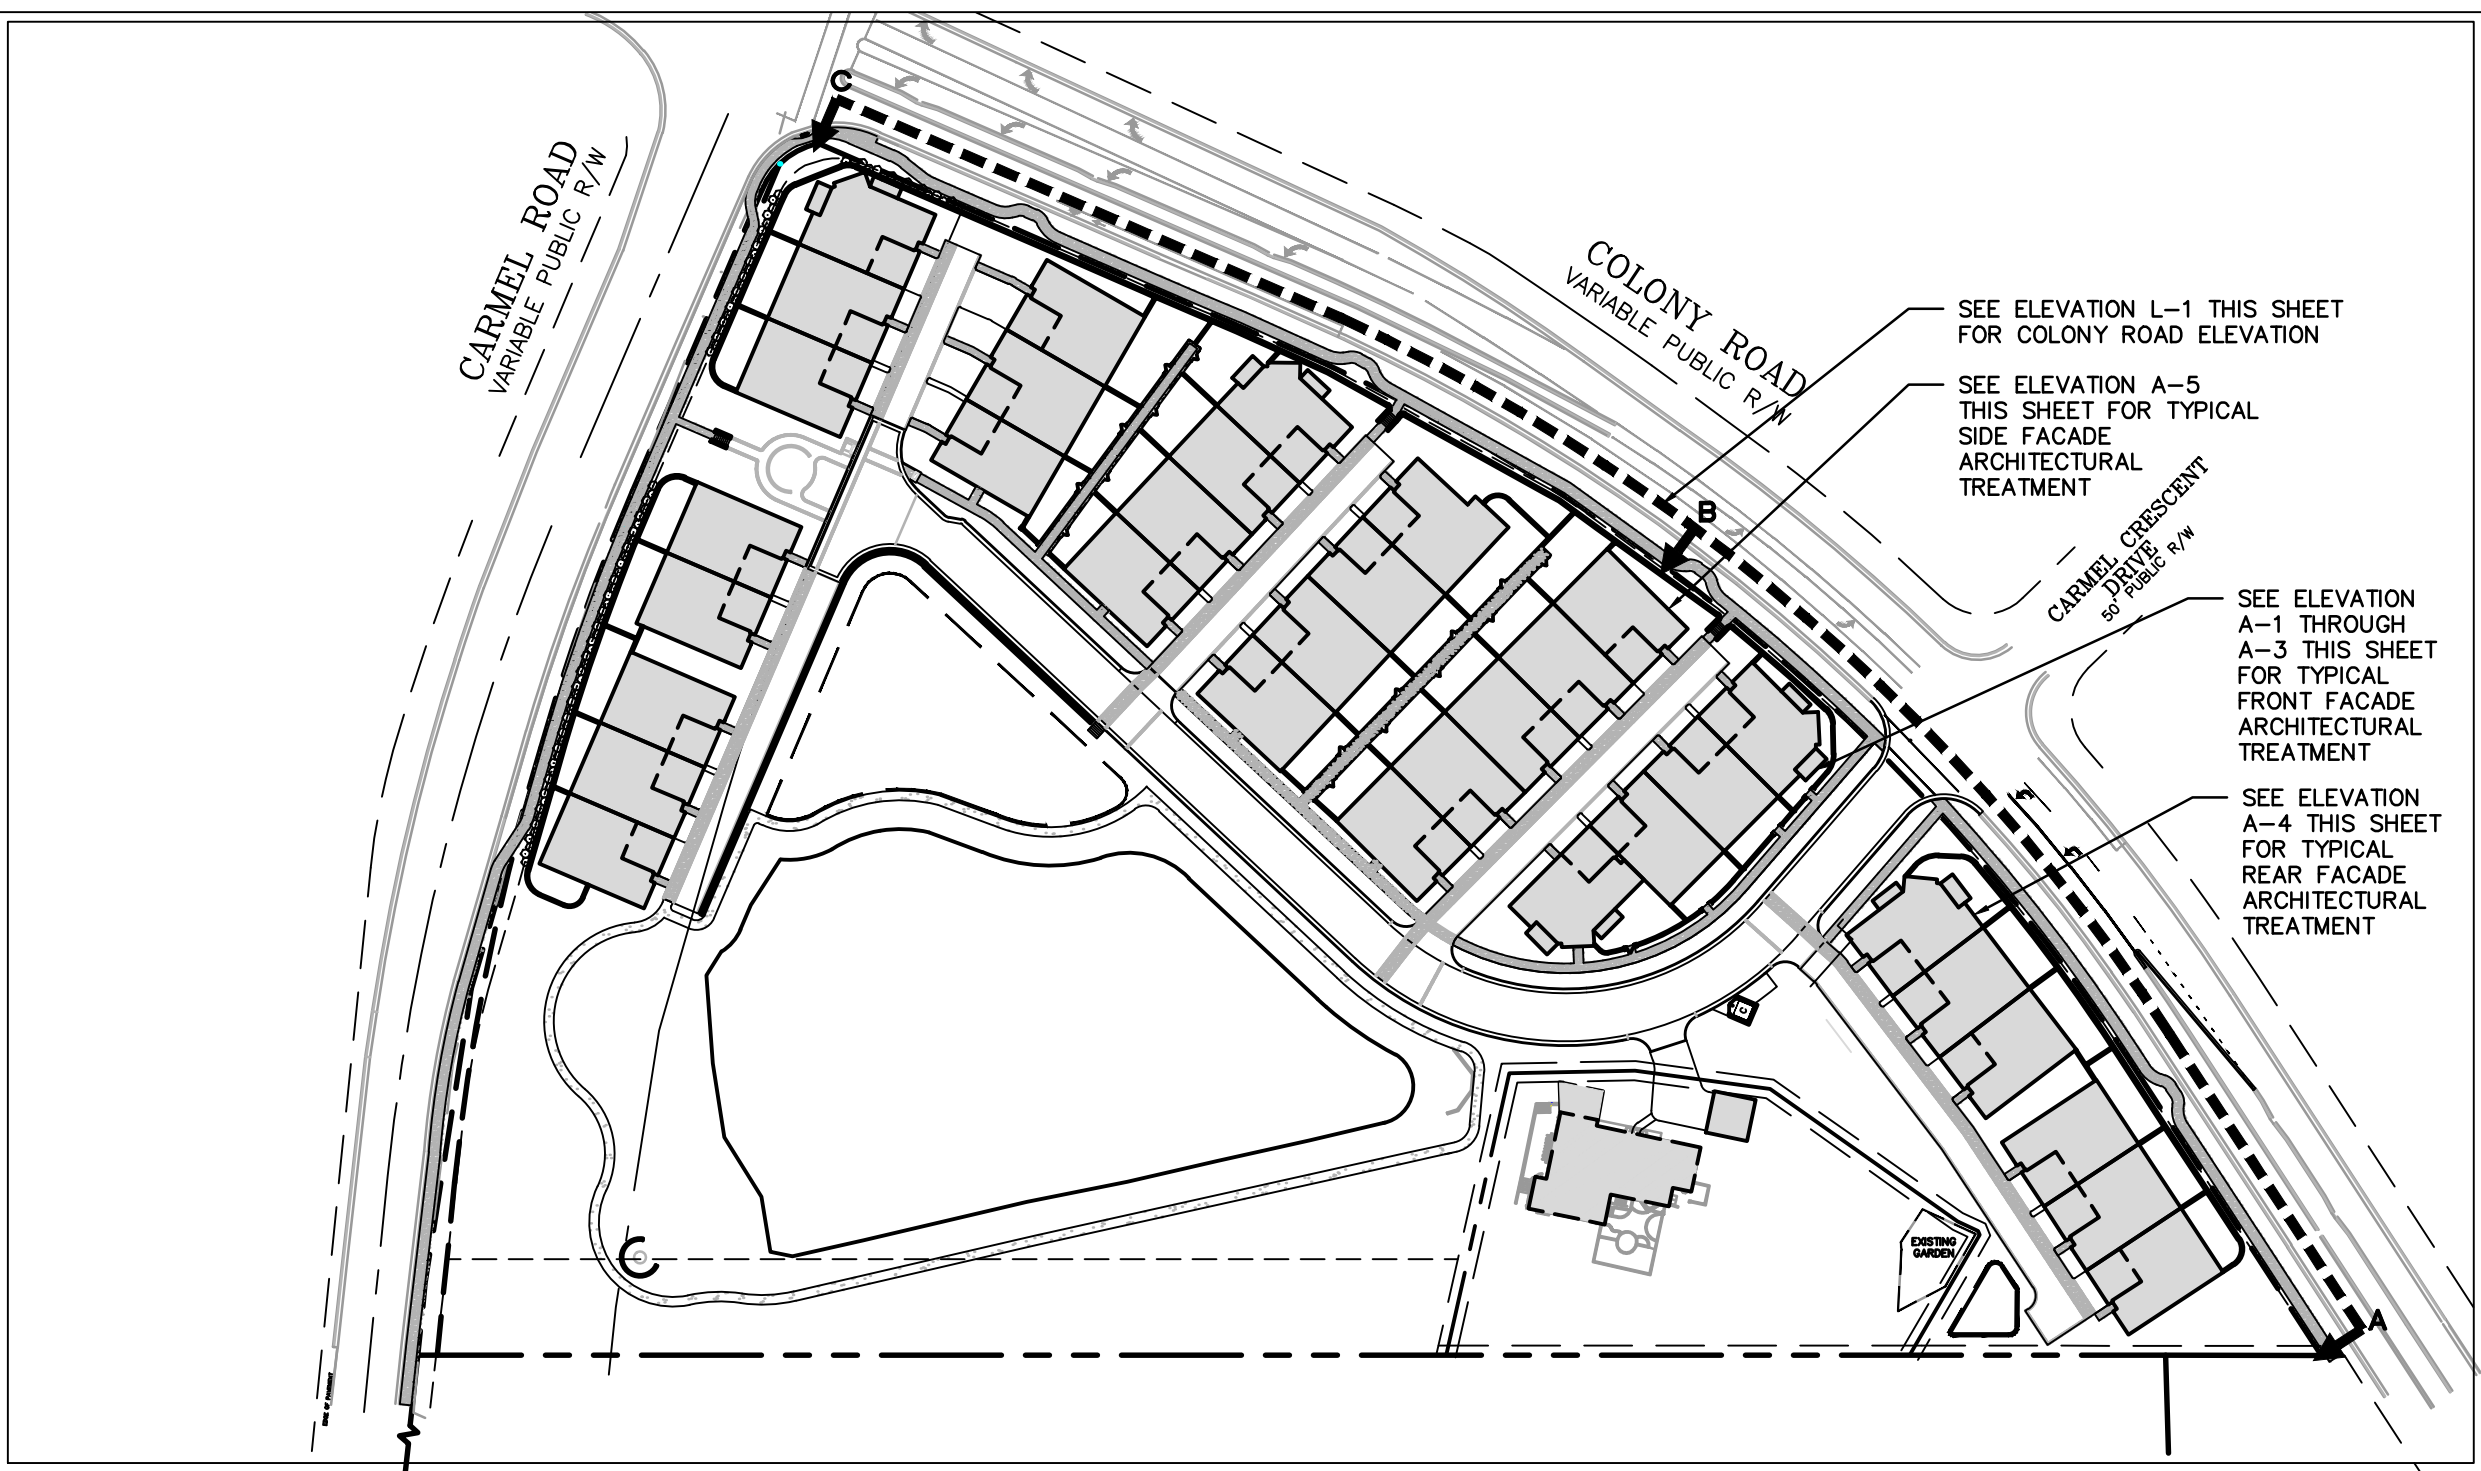 C
CARMEL ROAD
VARIABLE PUBLIC R/W
COLONY ROAD
VARIABLE PUBLIC R/W
SEE ELEVATION L-1 THIS SHEET
FOR COLONY ROAD ELEVATION
SEE ELEVATION A-5
THIS SHEET FOR TYPICAL
SIDE FACADE
ARCHITECTURAL
TREATMENT
B
CARMEL CRESCENT
DRIVE
50' PUBLIC R/W
SEE ELEVATION
A-1 THROUGH
A-3 THIS SHEET
FOR TYPICAL
FRONT FACADE
ARCHITECTURAL
TREATMENT
SEE ELEVATION
A-4 THIS SHEET
FOR TYPICAL
REAR FACADE
ARCHITECTURAL
TREATMENT
C
EXISTING
GARDEN
A
EDGE OF PAVEMENT